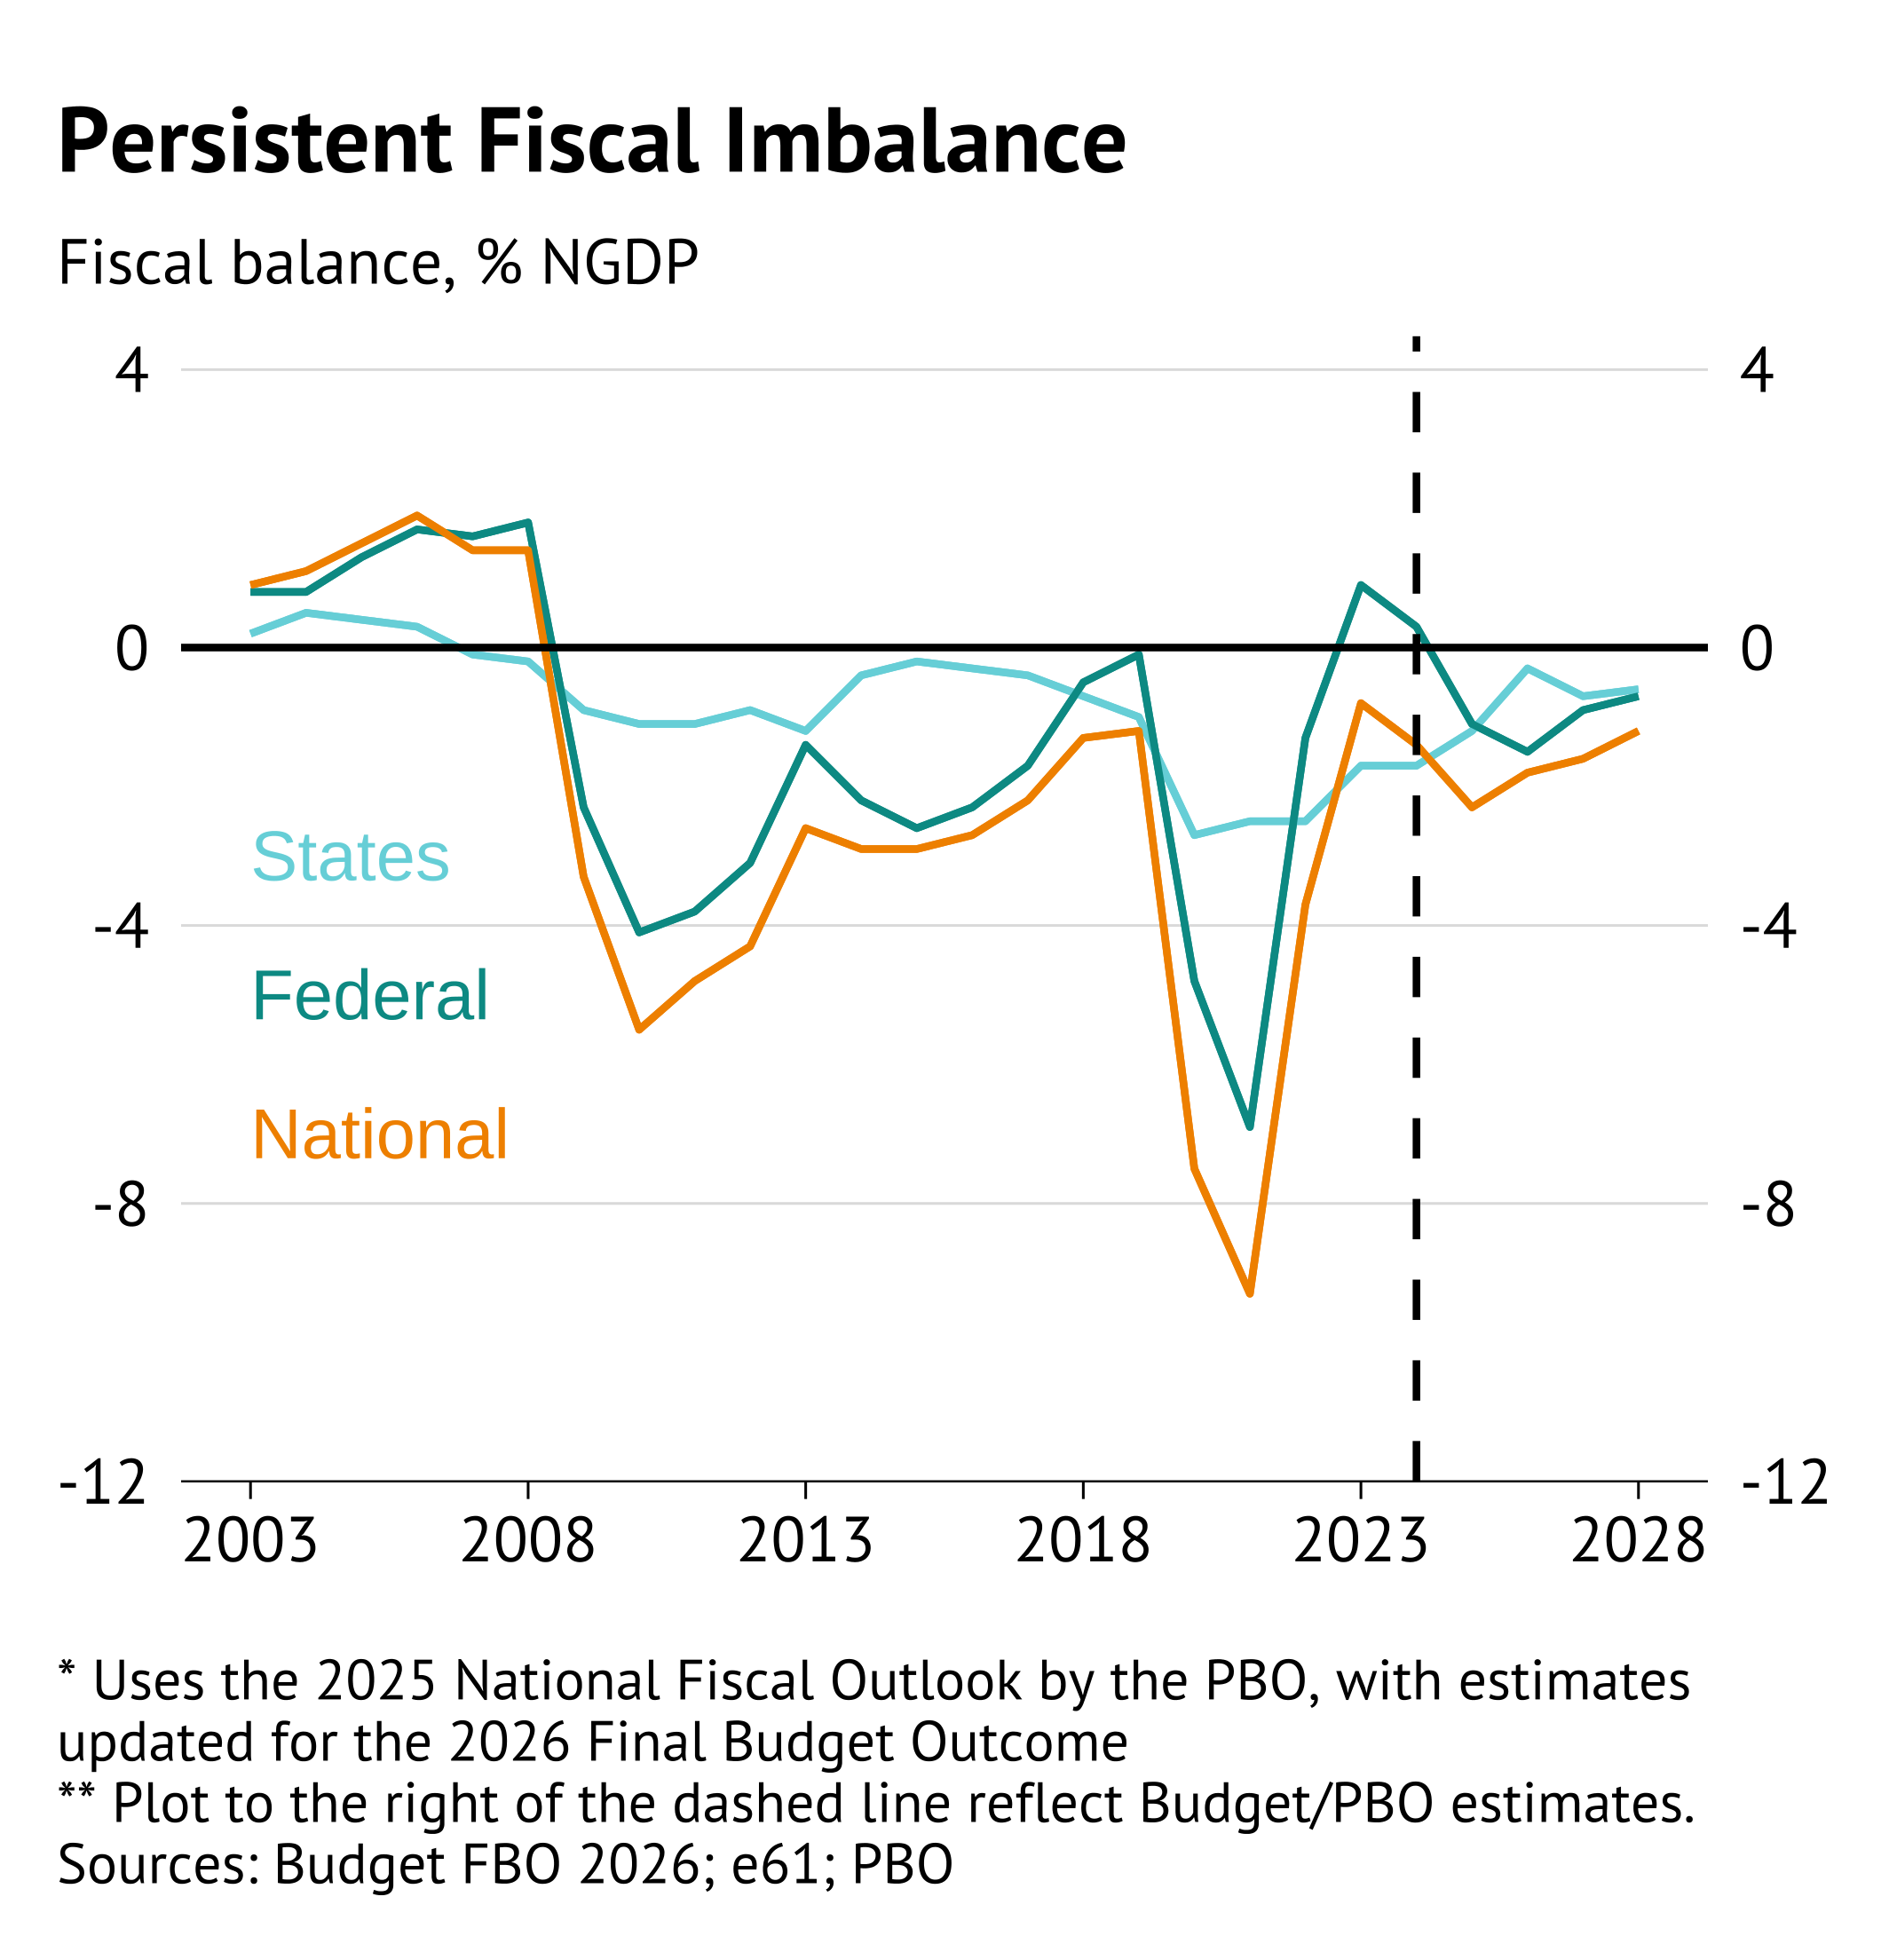 Persistent Fiscal Imbalance
Fiscal balance, % NGDP
4 4
0 0
States
-4 -4
Federal
National
-8 -8
-12 -12
2003 2008 2013 2018 2023 2028
* Uses the 2025 National Fiscal Outlook by the PBO, with estimates
updated for the 2026 Final Budget Outcome
** Plot to the right of the dashed line reflect Budget/PBO estimates.
Sources: Budget FBO 2026; e61; PBO